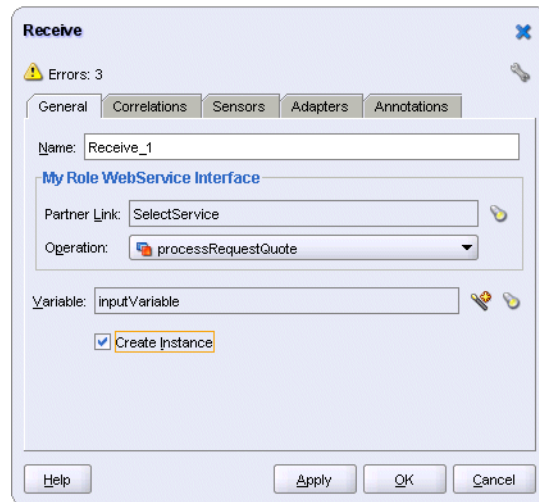 Receive
Errors: 3
General Correlations Sensors Adapters Annotations
Name: Receive_1
My Role WebService Interface
Partner Link: SelectService
Operation: processRequestQuote
Variable: inputVariable
Create Instance
Help Apply OK Cancel